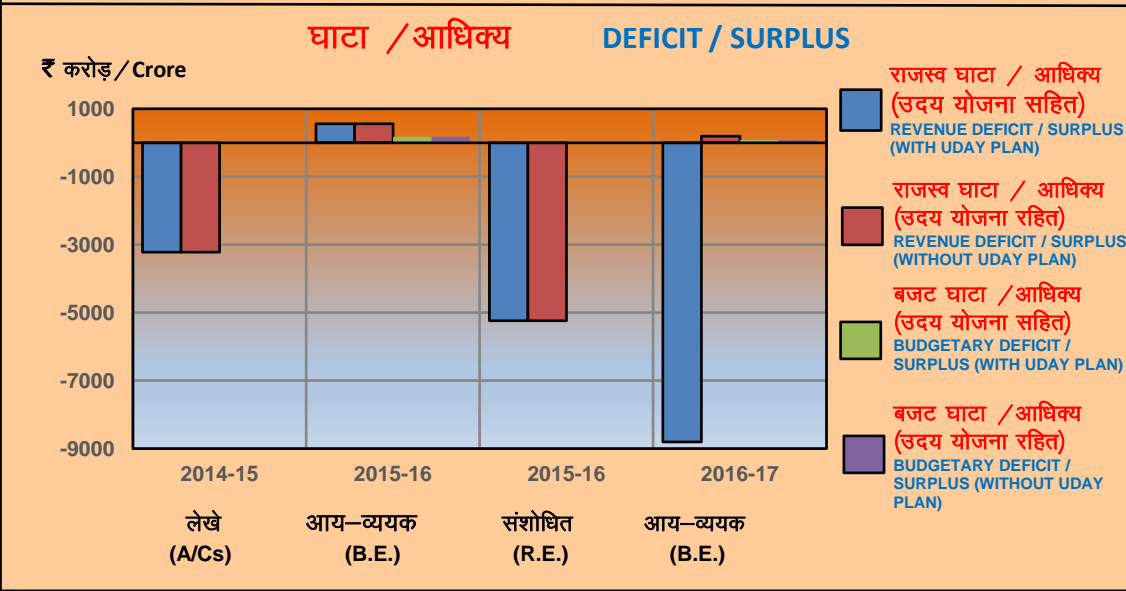 घाटा / आधिक्य DEFICIT / SURPLUS
₹ करोड़ / Crore
1000
-1000
-3000
-5000
-7000
-9000
2014-15 2015-16 2015-16 2016-17
लेखे आय–व्ययक संशोधित आय–व्ययक
(A/Cs) (B.E.) (R.E.) (B.E.)
राजस्व घाटा / आधिक्य
(उदय योजना सहित)
REVENUE DEFICIT / SURPLUS
(WITH UDAY PLAN)
राजस्व घाटा / आधिक्य
(उदय योजना रहित)
REVENUE DEFICIT / SURPLUS
(WITHOUT UDAY PLAN)
बजट घाटा / आधिक्य
(उदय योजना सहित)
BUDGETARY DEFICIT /
SURPLUS (WITH UDAY PLAN)
बजट घाटा / आधिक्य
(उदय योजना रहित)
BUDGETARY DEFICIT /
SURPLUS (WITHOUT UDAY
PLAN)